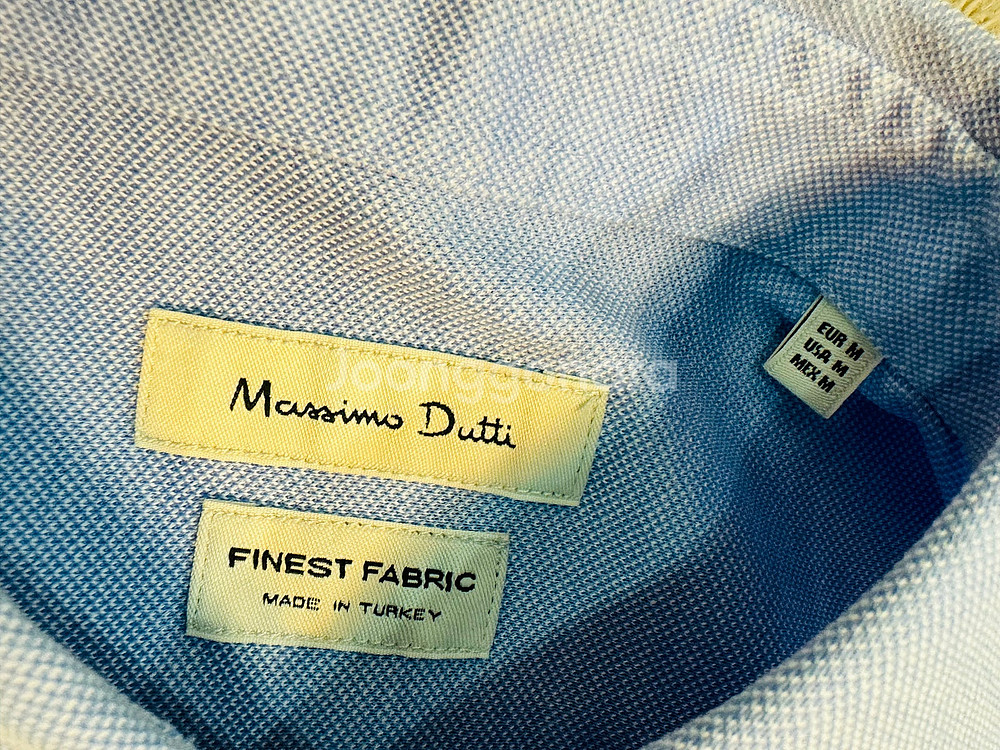 Massimo Dutti
FINEST FABRIC
MADE IN TURKEY
EUR M
USA M
MEX M